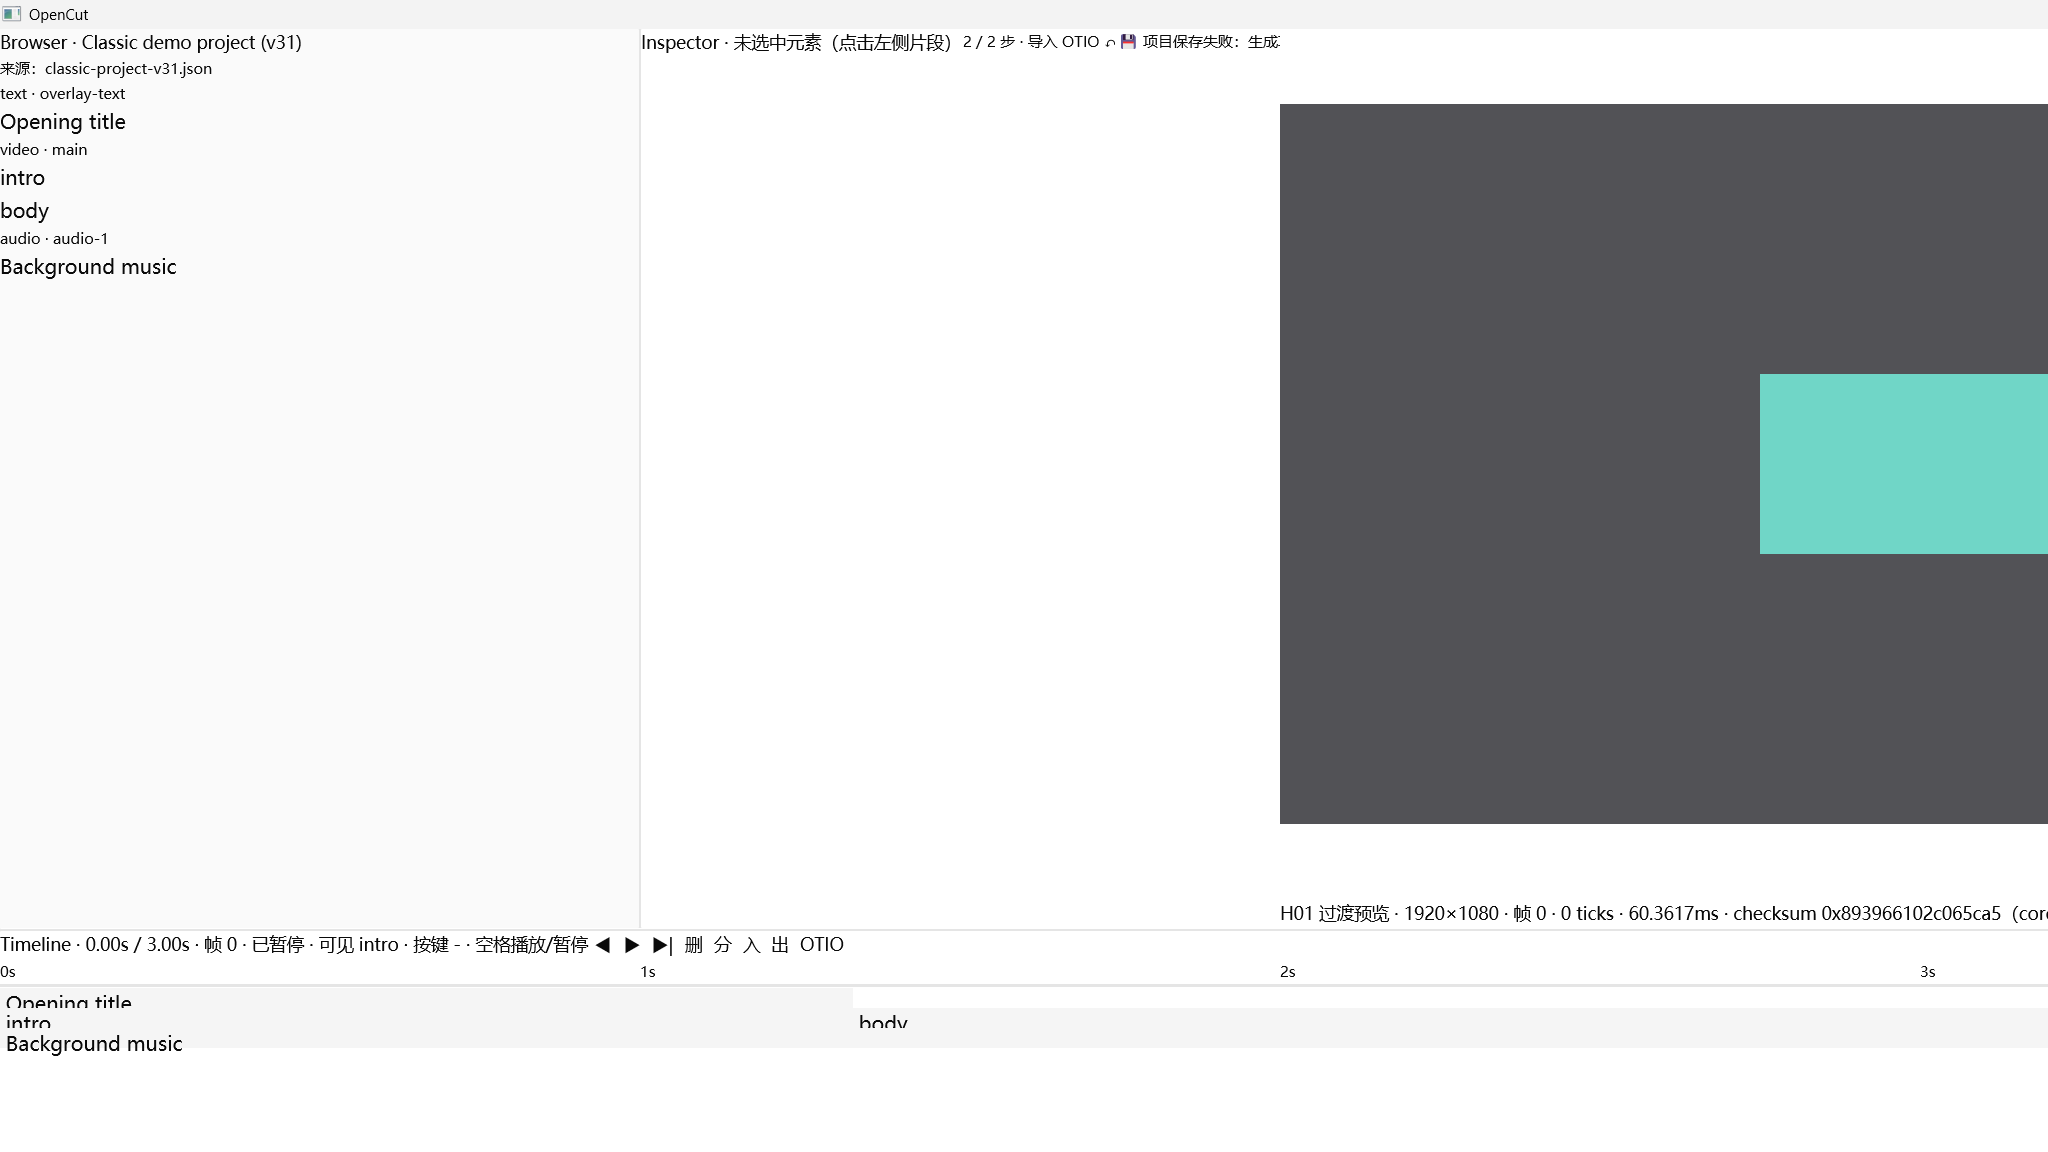 OpenCut
Browser · Classic demo project (v31)
来源：classic-project-v31.json
text · overlay-text
Opening title
video · main
intro
body
audio · audio-1
Background music
Inspector · 未选中元素（点击左侧片段） 2 / 2 步 · 导入 OTIO ⤺ 💾 项目保存失败：生成
H01 过渡预览 · 1920×1080 · 帧 0 · 0 ticks · 60.3617ms · checksum 0x893966102c065ca5（core
Timeline · 0.00s / 3.00s · 帧 0 · 已暂停 · 可见 intro · 按键 - · 空格播放/暂停 ◀ ▶ ▶| 删 分 入 出 OTIO
0s 1s 2s 3s
Opening title
intro body
Background music